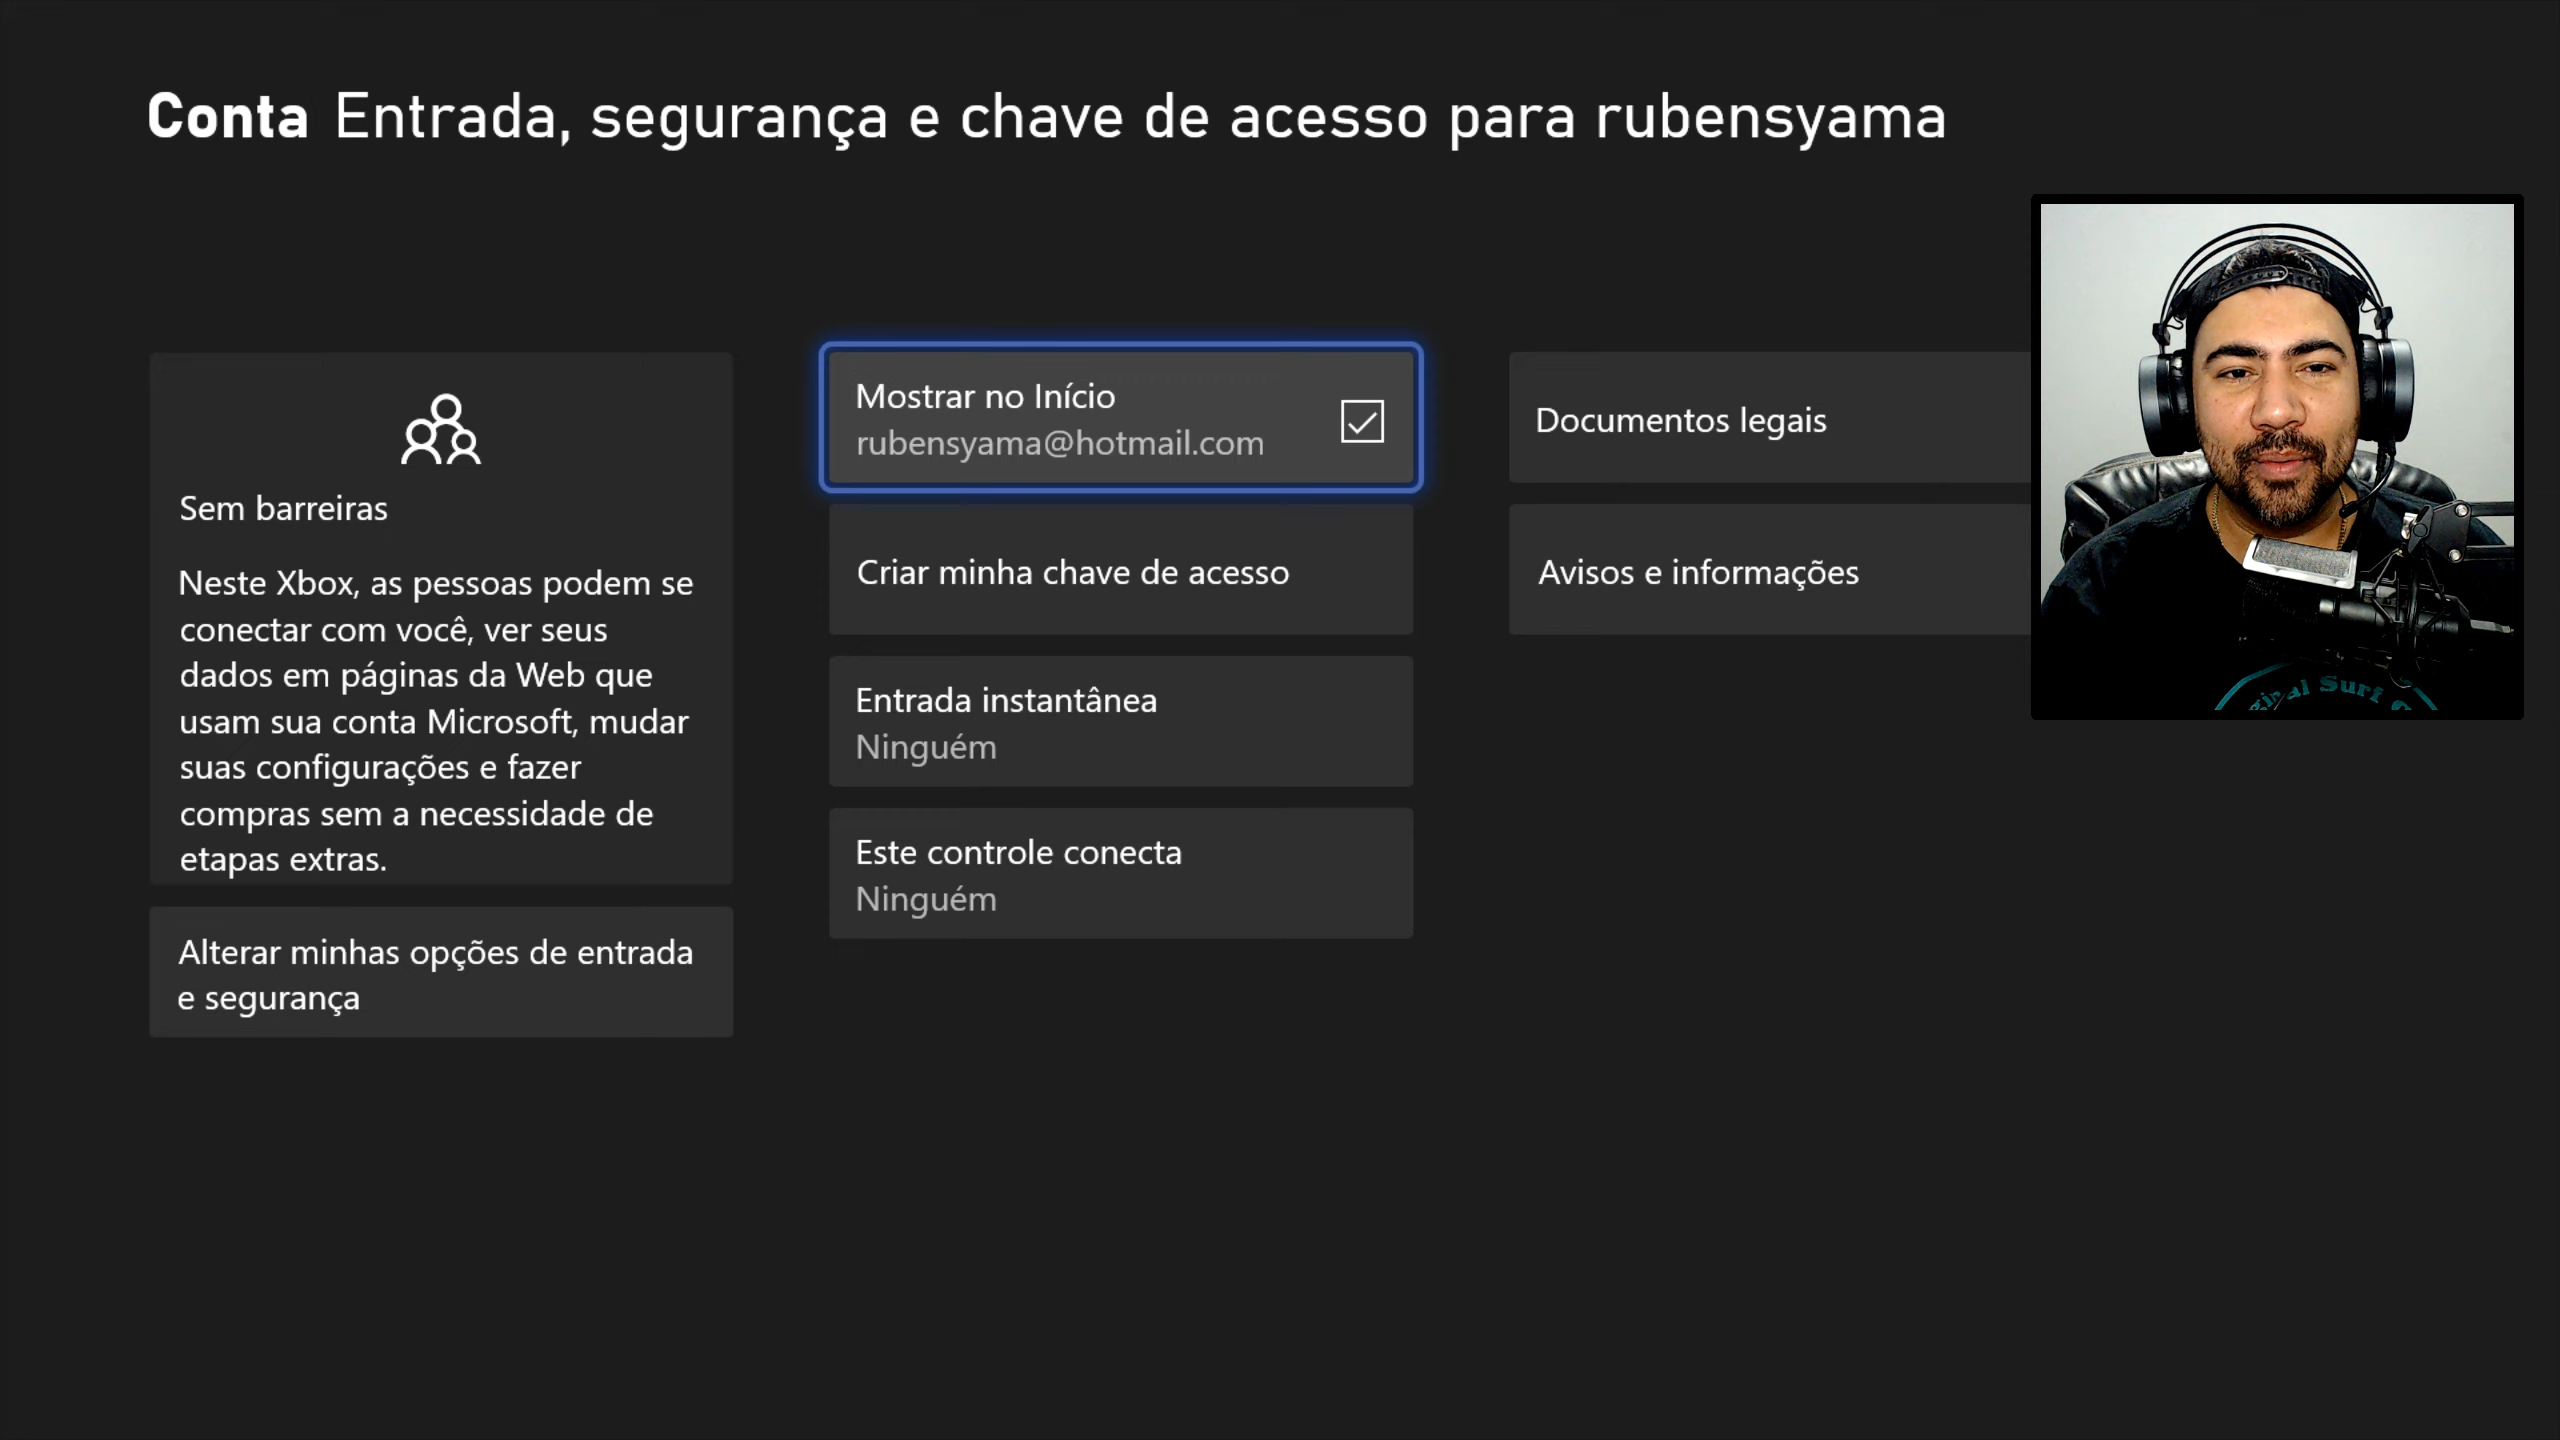 Conta Entrada, segurança e chave de acesso para rubensyama
Sem barreiras
Neste Xbox, as pessoas podem se
conectar com você, ver seus
dados em páginas da Web que
usam sua conta Microsoft, mudar
suas configurações e fazer
compras sem a necessidade de
etapas extras.
Alterar minhas opções de entrada
e segurança
Mostrar no Início
rubensyama@hotmail.com
Criar minha chave de acesso
Entrada instantânea
Ninguém
Este controle conecta
Ninguém
Documentos legais
Avisos e informações
Surf